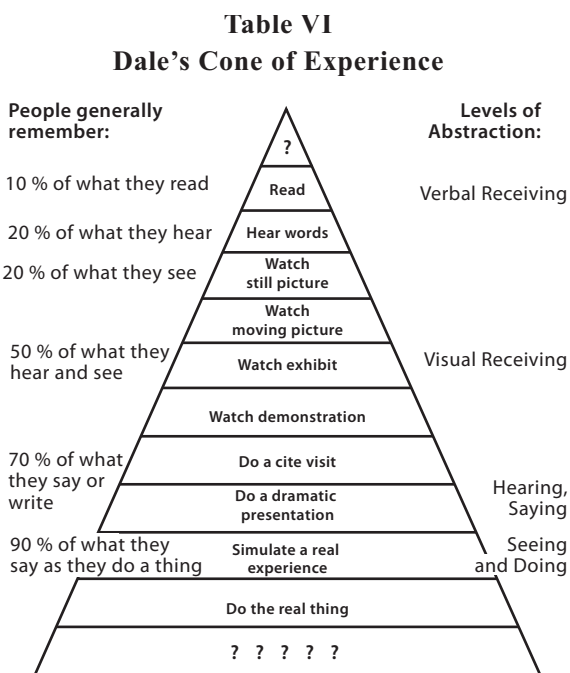 Table VI
Dale's Cone of Experience
People generally
remember:
Levels of
Abstraction:
?
10 % of what they read
Read
Verbal Receiving
20 % of what they hear
Hear words
20 % of what they see
Watch
still picture
Watch
moving picture
50 % of what they
hear and see
Watch exhibit
Visual Receiving
Watch demonstration
70 % of what
they say or
write
Do a cite visit
Do a dramatic
presentation
Hearing,
Saying
90 % of what they
say as they do a thing
Simulate a real
experience
Seeing
and Doing
Do the real thing
? ? ? ? ?